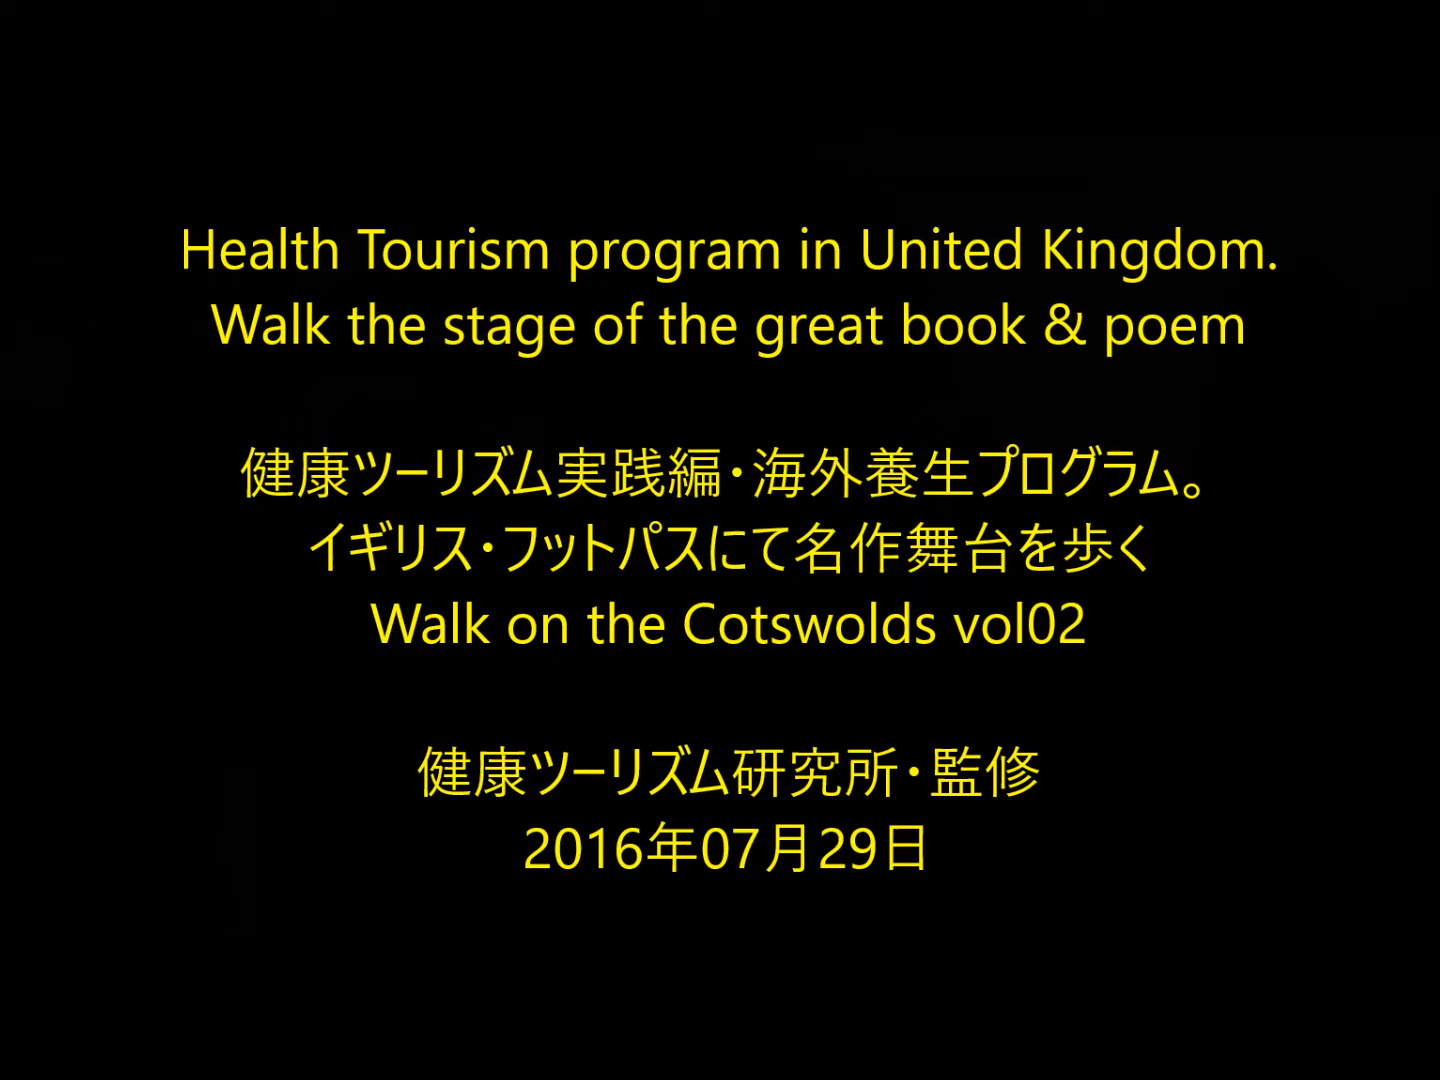 Health Tourism program in United Kingdom.
Walk the stage of the great book & poem
健康ツーリズム実践編・海外養生プログラム。
イギリス・フットパスにて名作舞台を歩く
Walk on the Cotswolds vol02
健康ツーリズム研究所・監修
2016年07月29日